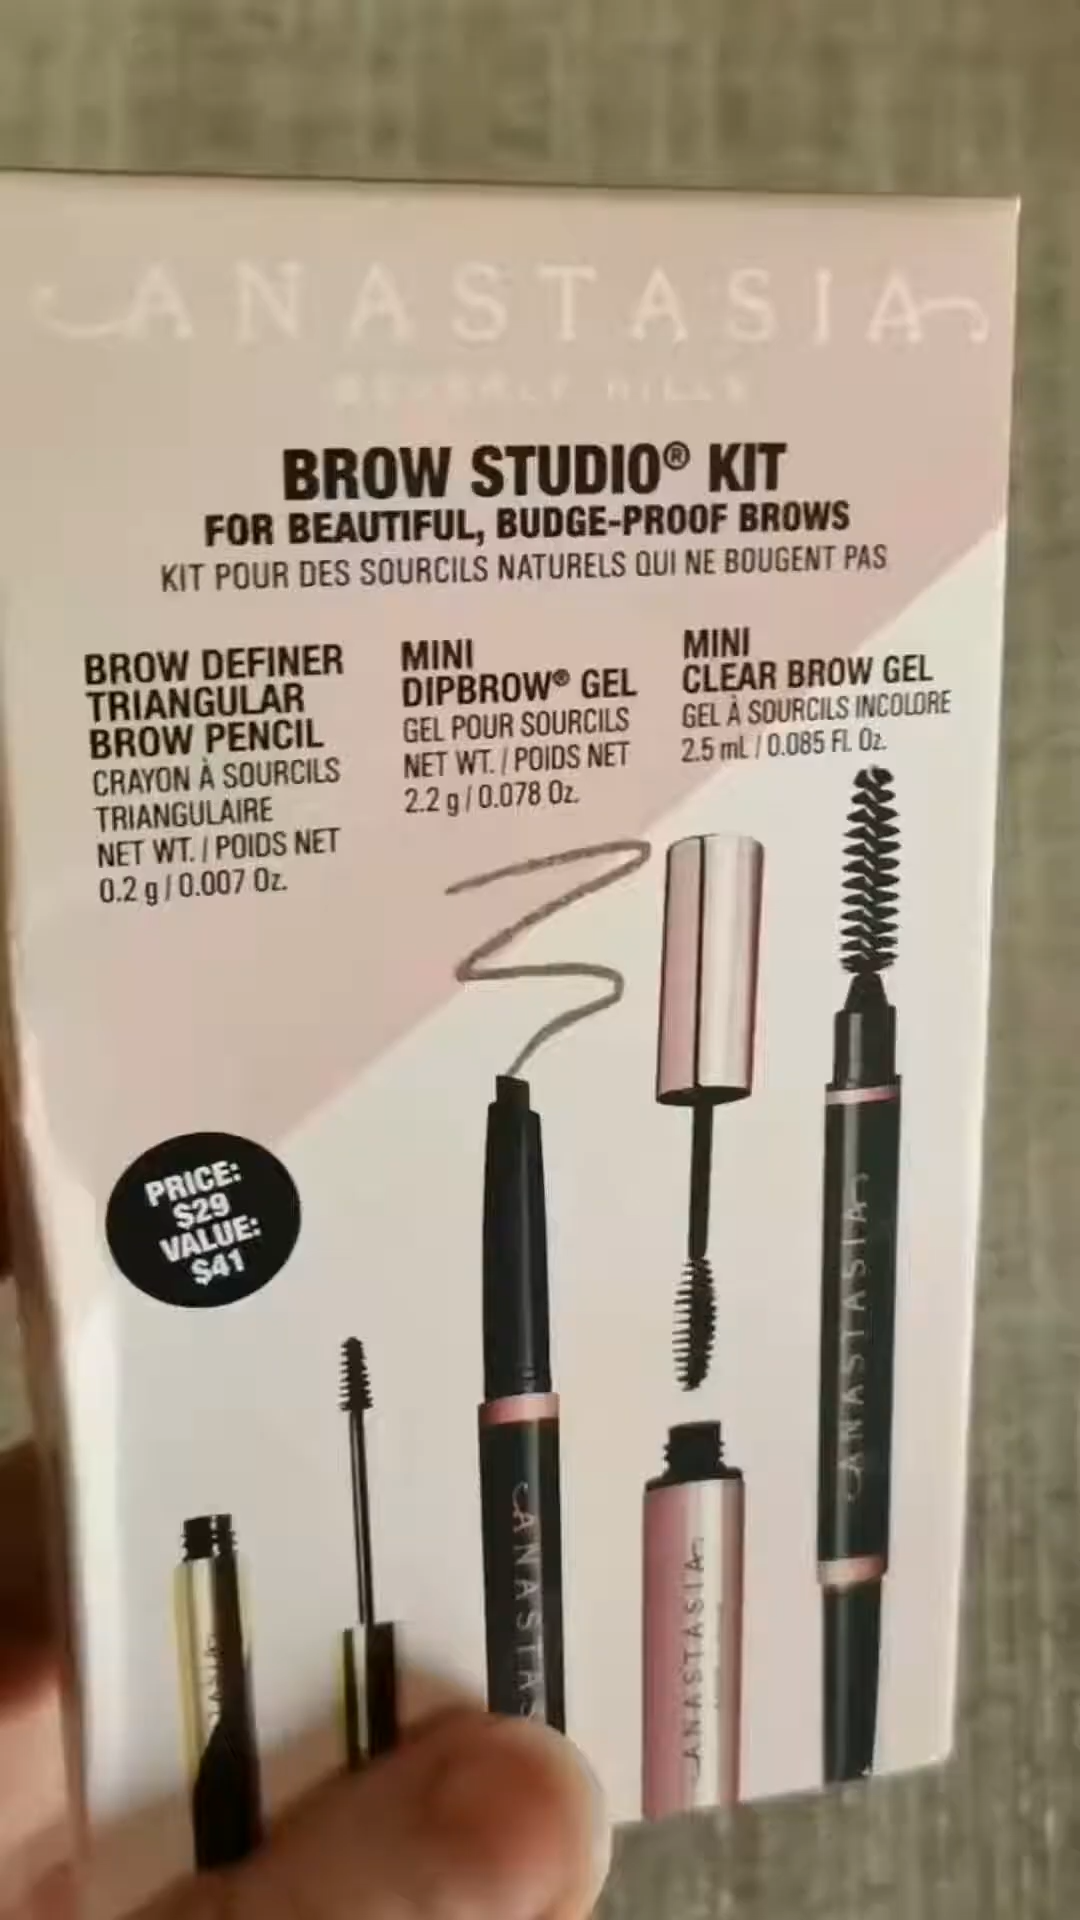 ANASTASIA
BEVERLY HILLS
BROW STUDIO® KIT
FOR BEAUTIFUL, BUDGE-PROOF BROWS
KIT POUR DES SOURCILS NATURELS QUI NE BOUGENT PAS
BROW DEFINER
TRIANGULAR
BROW PENCIL
CRAYON À SOURCILS
TRIANGULAIRE
NET WT. / POIDS NET
0.2 g / 0.007 Oz.
MINI
DIPBROW® GEL
GEL POUR SOURCILS
NET WT. / POIDS NET
2.2 g / 0.078 Oz.
MINI
CLEAR BROW GEL
GEL À SOURCILS INCOLORE
2.5 mL / 0.085 Fl. Oz.
PRICE:
$29
VALUE:
$41
ANASTAS
ANASTASIA
ANASTASIA